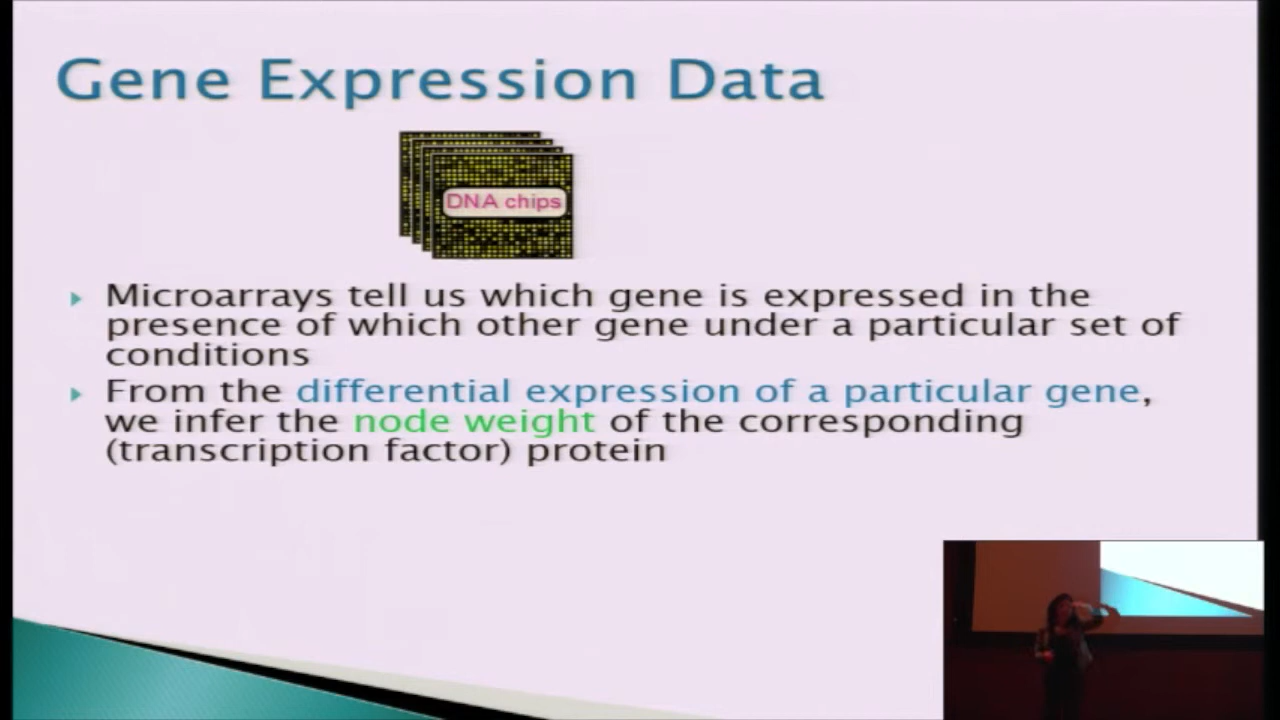 Gene Expression Data
DNA chips
Microarrays tell us which gene is expressed in the
presence of which other gene under a particular set of
conditions
From the differential expression of a particular gene,
we infer the node weight of the corresponding
(transcription factor) protein